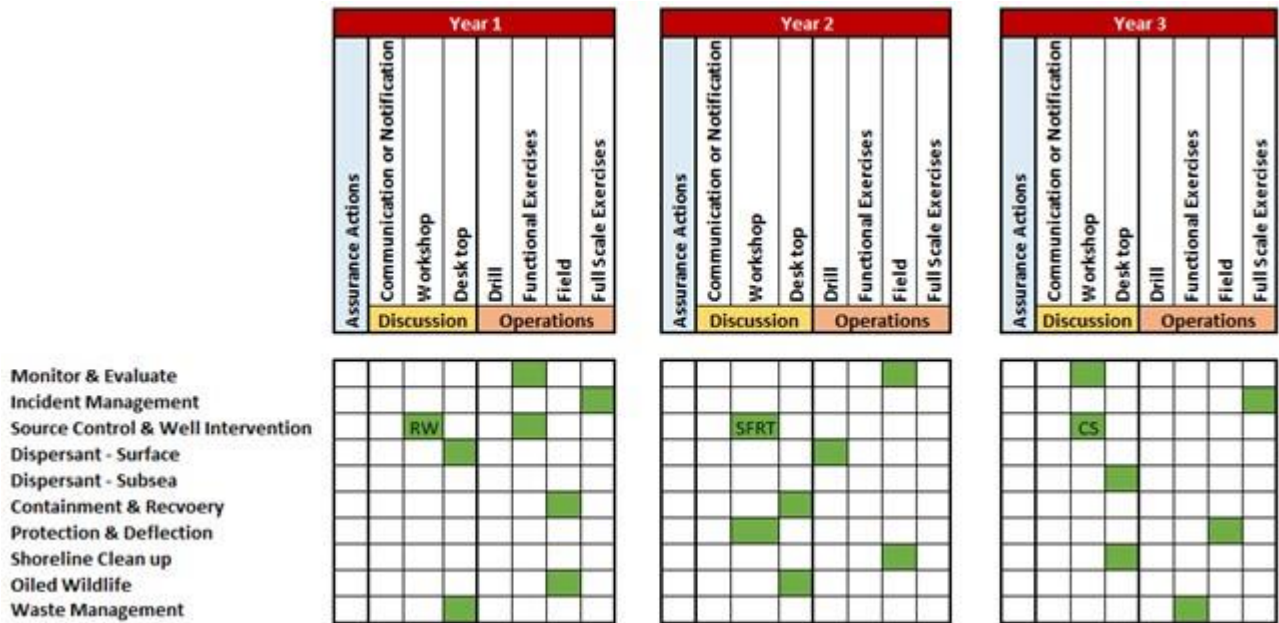 Year 1
Assurance Actions
Communication or Notification
Workshop
Desk top
Drill
Functional Exercises
Field
Full Scale Exercises
Discussion
Operations
Year 2
Assurance Actions
Communication or Notification
Workshop
Desk top
Drill
Functional Exercises
Field
Full Scale Exercises
Discussion
Operations
Year 3
Assurance Actions
Communication or Notification
Workshop
Desk top
Drill
Functional Exercises
Field
Full Scale Exercises
Discussion
Operations
Monitor & Evaluate
Incident Management
Source Control & Well Intervention RW SFRT CS
Dispersant - Surface
Dispersant - Subsea
Containment & Recvoery
Protection & Deflection
Shoreline Clean up
Oiled Wildlife
Waste Management